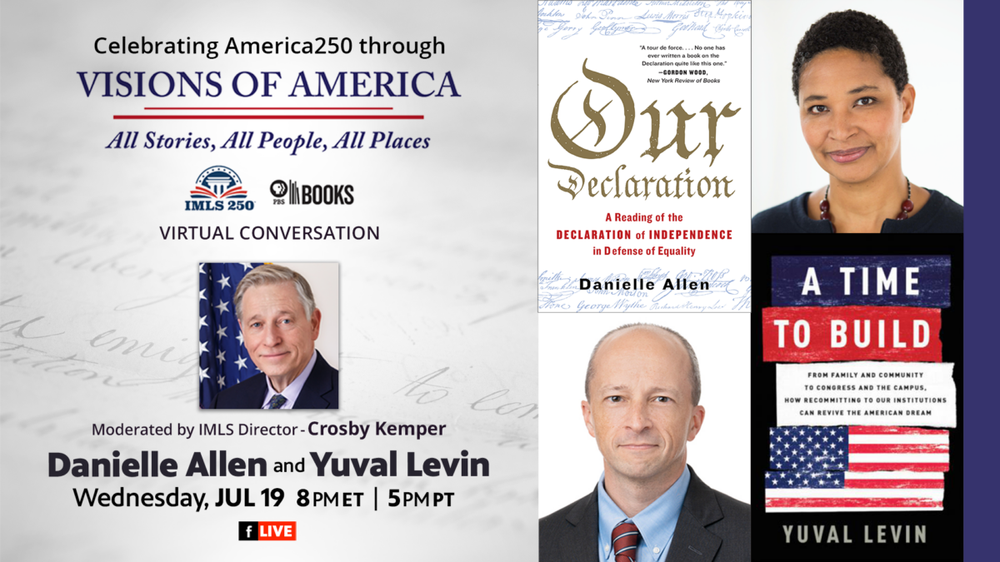 Celebrating America250 through
VISIONS OF AMERICA
All Stories, All People, All Places
IMLS 250
PBS BOOKS
VIRTUAL CONVERSATION
Moderated by IMLS Director - Crosby Kemper
Danielle Allen and Yuval Levin
Wednesday, JUL 19 8PM ET | 5PM PT
f LIVE
"A tour de force. . . . No one has
ever written a book on the
Declaration quite like this one."
—GORDON WOOD,
New York Review of Books
Our
Declaration
A Reading of the
DECLARATION of INDEPENDENCE
in Defense of Equality
Danielle Allen
George Wythe
A TIME
TO BUILD
FROM FAMILY AND COMMUNITY
TO CONGRESS AND THE CAMPUS,
HOW RECOMMITTING TO OUR INSTITUTIONS
CAN REVIVE THE AMERICAN DREAM
YUVAL LEVIN